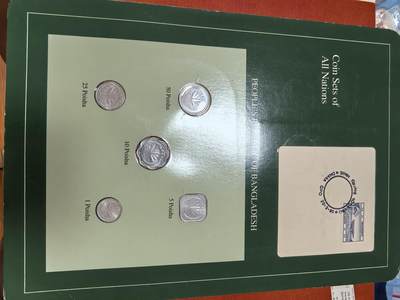 Coin Sets of
All Nations
PEOPLE'S REPUBLIC OF BANGLADESH
50 Poisha
25 Poisha
10 Poisha
5 Poisha
1 Poisha